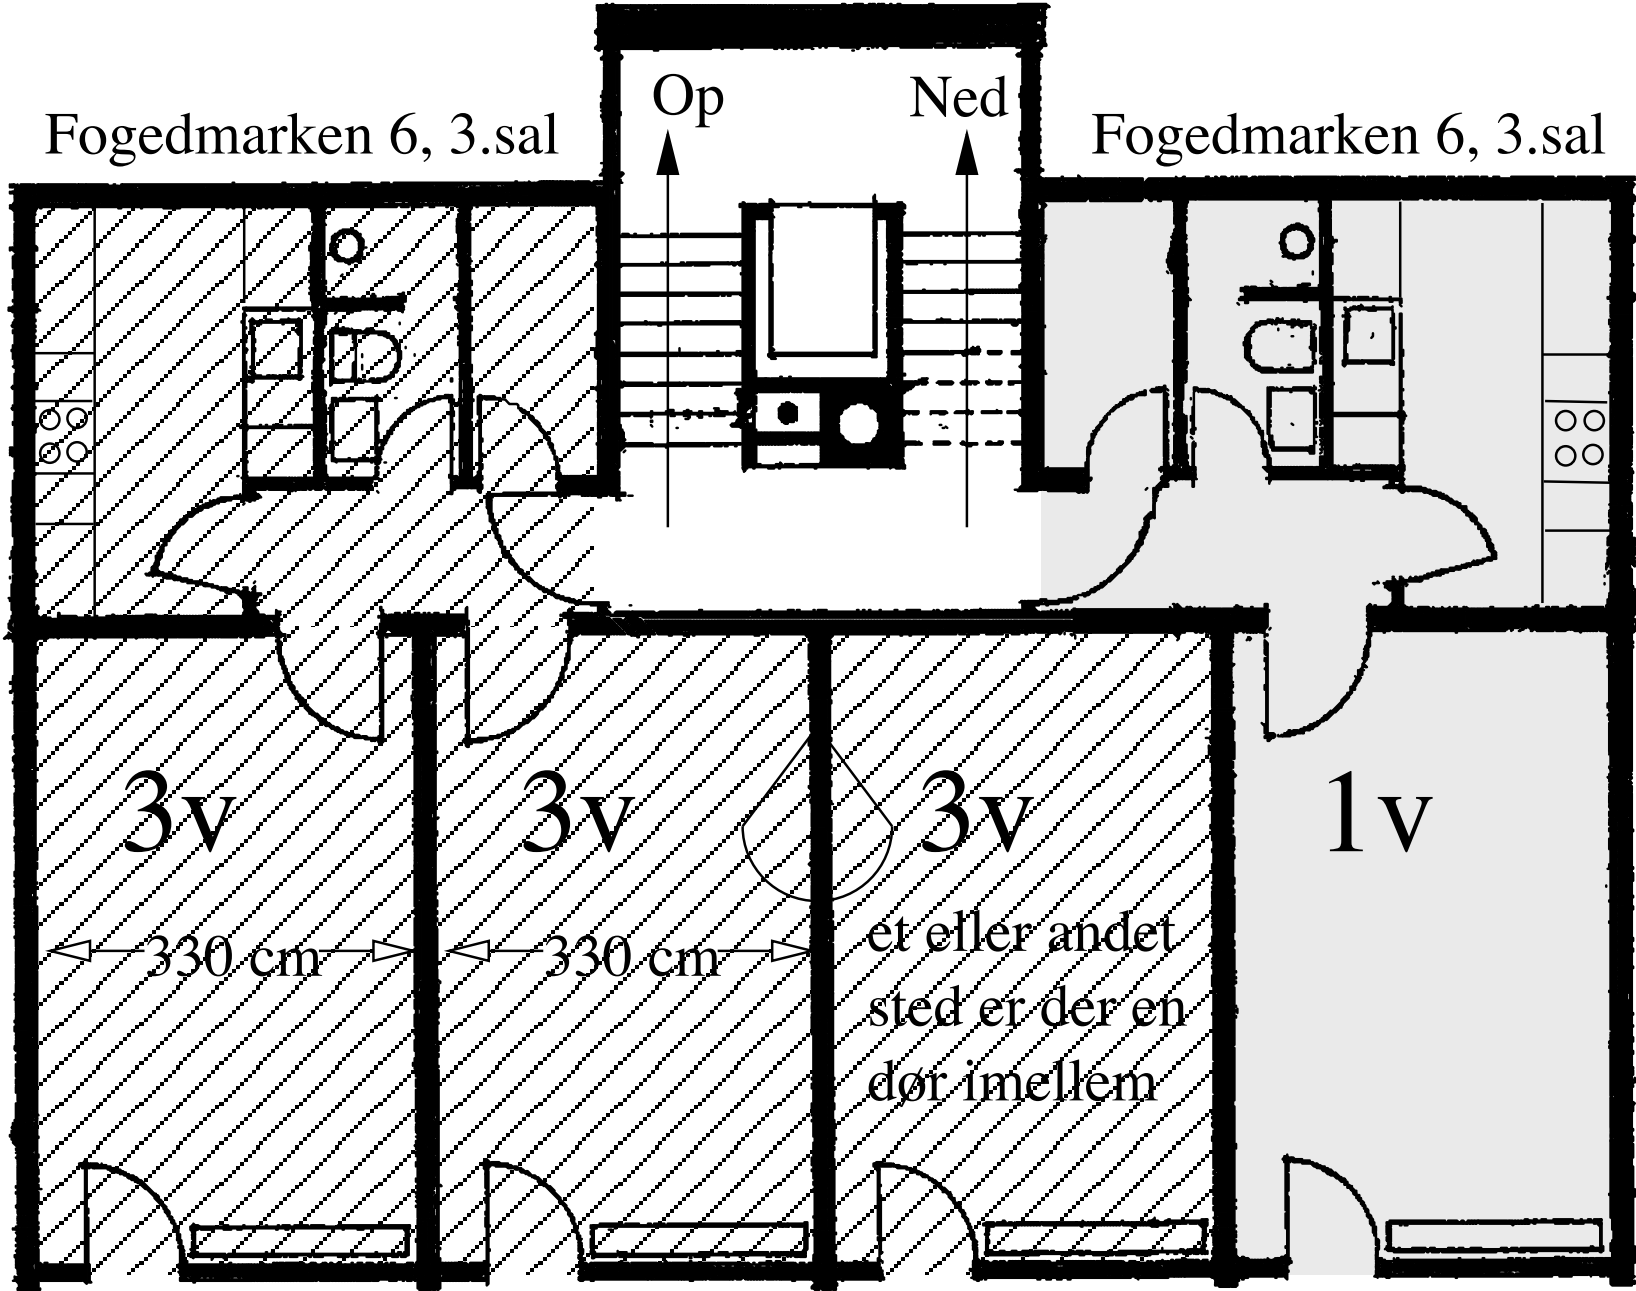 Op
Ned
Fogedmarken 6, 3.sal
Fogedmarken 6, 3.sal
3v
3v
3v
1v
330 cm
330 cm
et eller andet
sted er der en
dør imellem